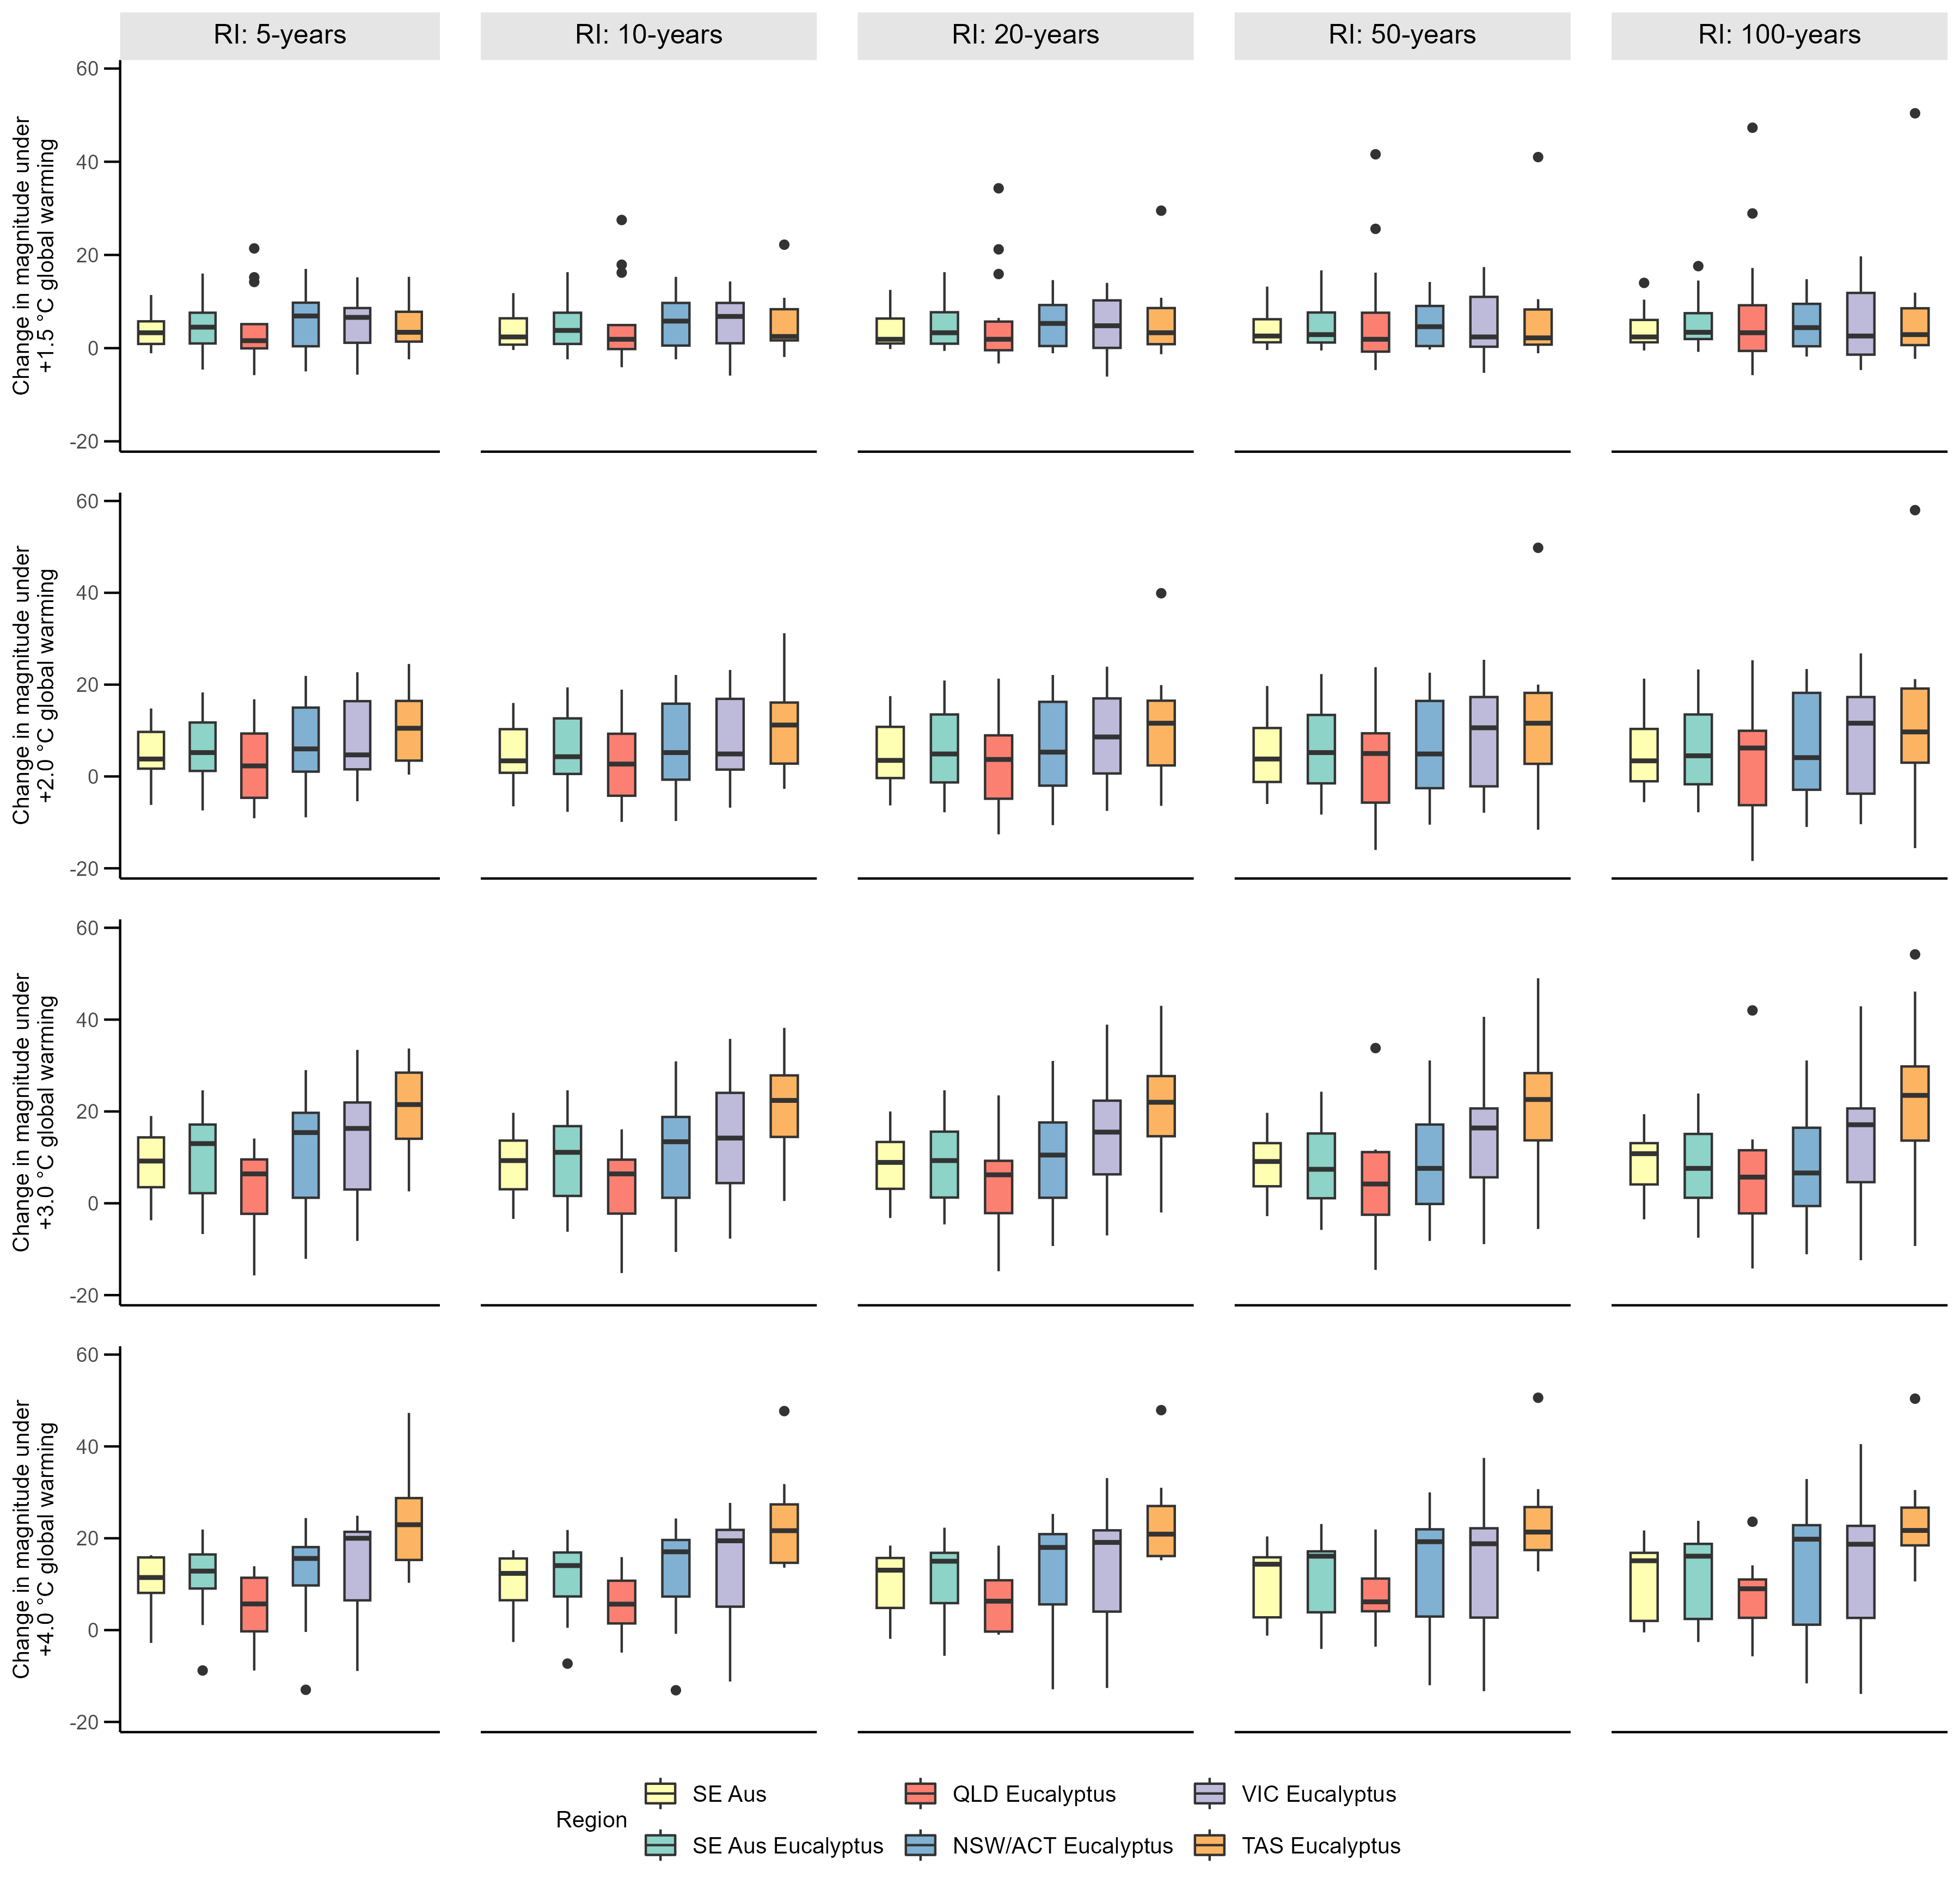 RI: 5-years
RI: 10-years
RI: 20-years
RI: 50-years
RI: 100-years
Change in magnitude under
+1.5 °C global warming
60
40
20
0
-20
Change in magnitude under
+2.0 °C global warming
60
40
20
0
-20
Change in magnitude under
+3.0 °C global warming
60
40
20
0
-20
Change in magnitude under
+4.0 °C global warming
60
40
20
0
-20
Region
SE Aus
QLD Eucalyptus
VIC Eucalyptus
SE Aus Eucalyptus
NSW/ACT Eucalyptus
TAS Eucalyptus